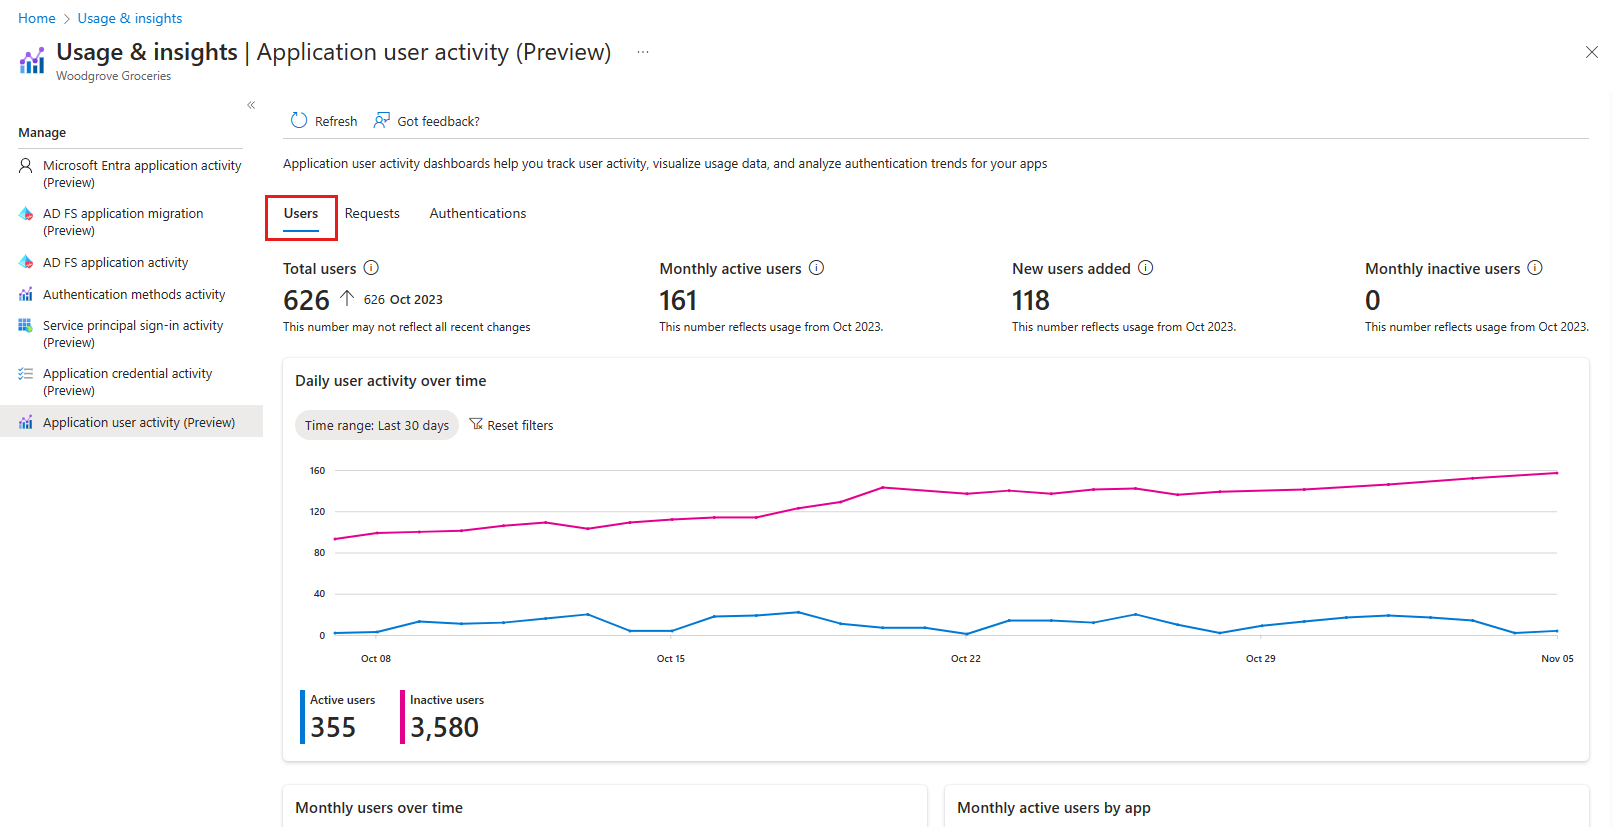 Home > Usage & insights
Usage & insights | Application user activity (Preview) ...
Woodgrove Groceries
«
Manage
Microsoft Entra application activity
(Preview)
AD FS application migration
(Preview)
AD FS application activity
Authentication methods activity
Service principal sign-in activity
(Preview)
Application credential activity
(Preview)
Application user activity (Preview)
Refresh Got feedback?
Application user activity dashboards help you track user activity, visualize usage data, and analyze authentication trends for your apps
Users Requests Authentications
Total users Monthly active users New users added Monthly inactive users
626 ↑ 626 Oct 2023 161 118 0
This number may not reflect all recent changes This number reflects usage from Oct 2023. This number reflects usage from Oct 2023. This number reflects usage from Oct 2023.
Daily user activity over time
Time range: Last 30 days Reset filters
160
120
80
40
0
Oct 08 Oct 15 Oct 22 Oct 29 Nov 05
Active users Inactive users
355 3,580
Monthly users over time Monthly active users by app